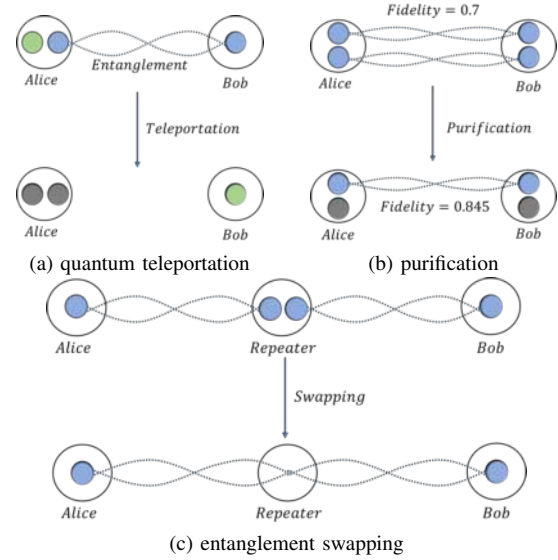 Entanglement
Alice
Bob
Teleportation
Alice
Bob
(a) quantum teleportation
Fidelity = 0.7
Alice
Bob
Purification
Fidelity = 0.845
Alice
Bob
(b) purification
Alice
Repeater
Bob
Swapping
Alice
Repeater
Bob
(c) entanglement swapping